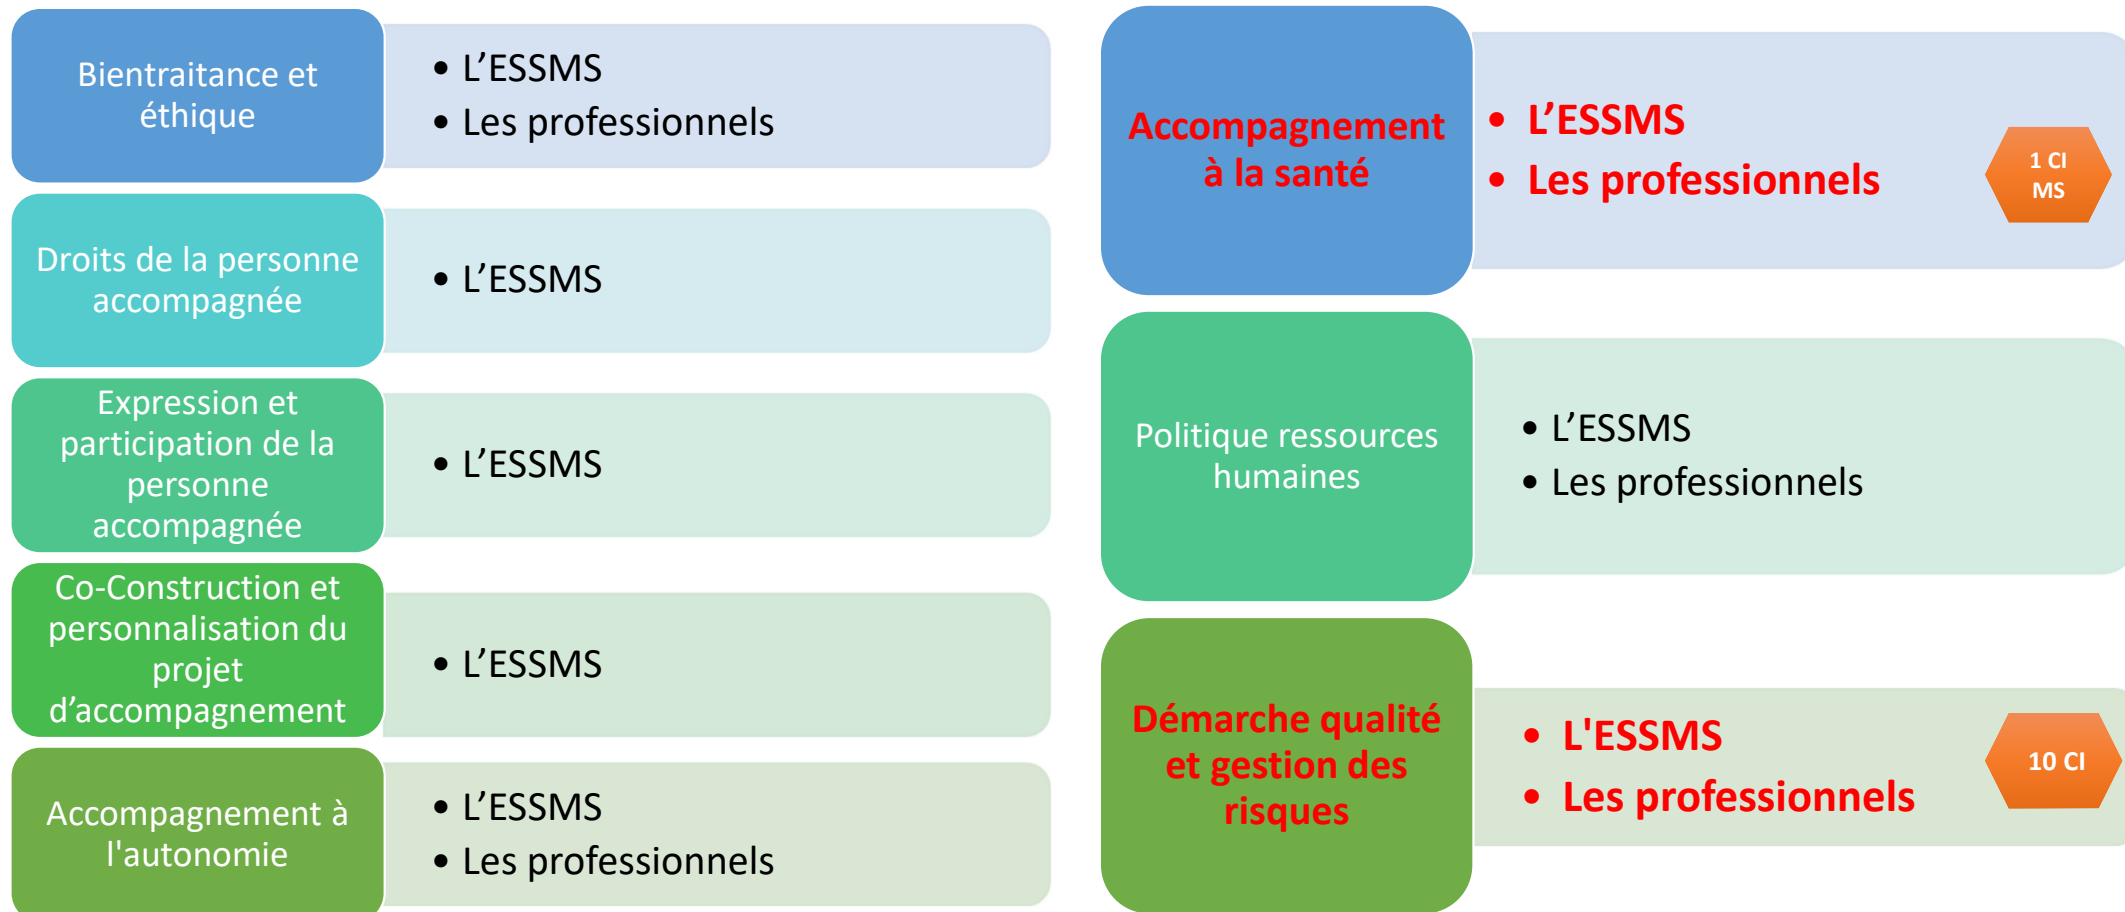 Bientraitance et
éthique
• L’ESSMS
• Les professionnels
Droits de la personne
accompagnée
• L’ESSMS
Expression et
participation de la
personne
accompagnée
• L’ESSMS
Co-Construction et
personnalisation du
projet
d’accompagnement
• L’ESSMS
Accompagnement à
l'autonomie
• L’ESSMS
• Les professionnels
Accompagnement
à la santé
• L’ESSMS
• Les professionnels
1 CI
MS
Politique ressources
humaines
• L’ESSMS
• Les professionnels
Démarche qualité
et gestion des
risques
• L'ESSMS
• Les professionnels
10 CI